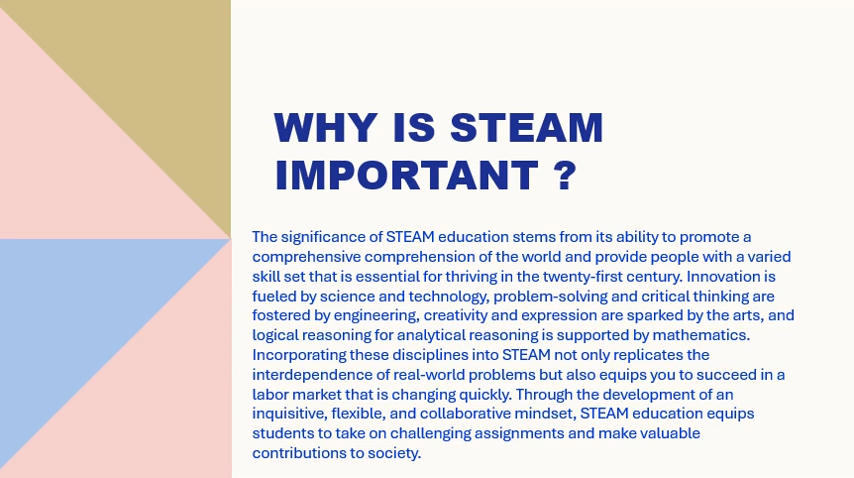 WHY IS STEAM
IMPORTANT ?
The significance of STEAM education stems from its ability to promote a
comprehensive comprehension of the world and provide people with a varied
skill set that is essential for thriving in the twenty-first century. Innovation is
fueled by science and technology, problem-solving and critical thinking are
fostered by engineering, creativity and expression are sparked by the arts, and
logical reasoning for analytical reasoning is supported by mathematics.
Incorporating these disciplines into STEAM not only replicates the
interdependence of real-world problems but also equips you to succeed in a
labor market that is changing quickly. Through the development of an
inquisitive, flexible, and collaborative mindset, STEAM education equips
students to take on challenging assignments and make valuable
contributions to society.